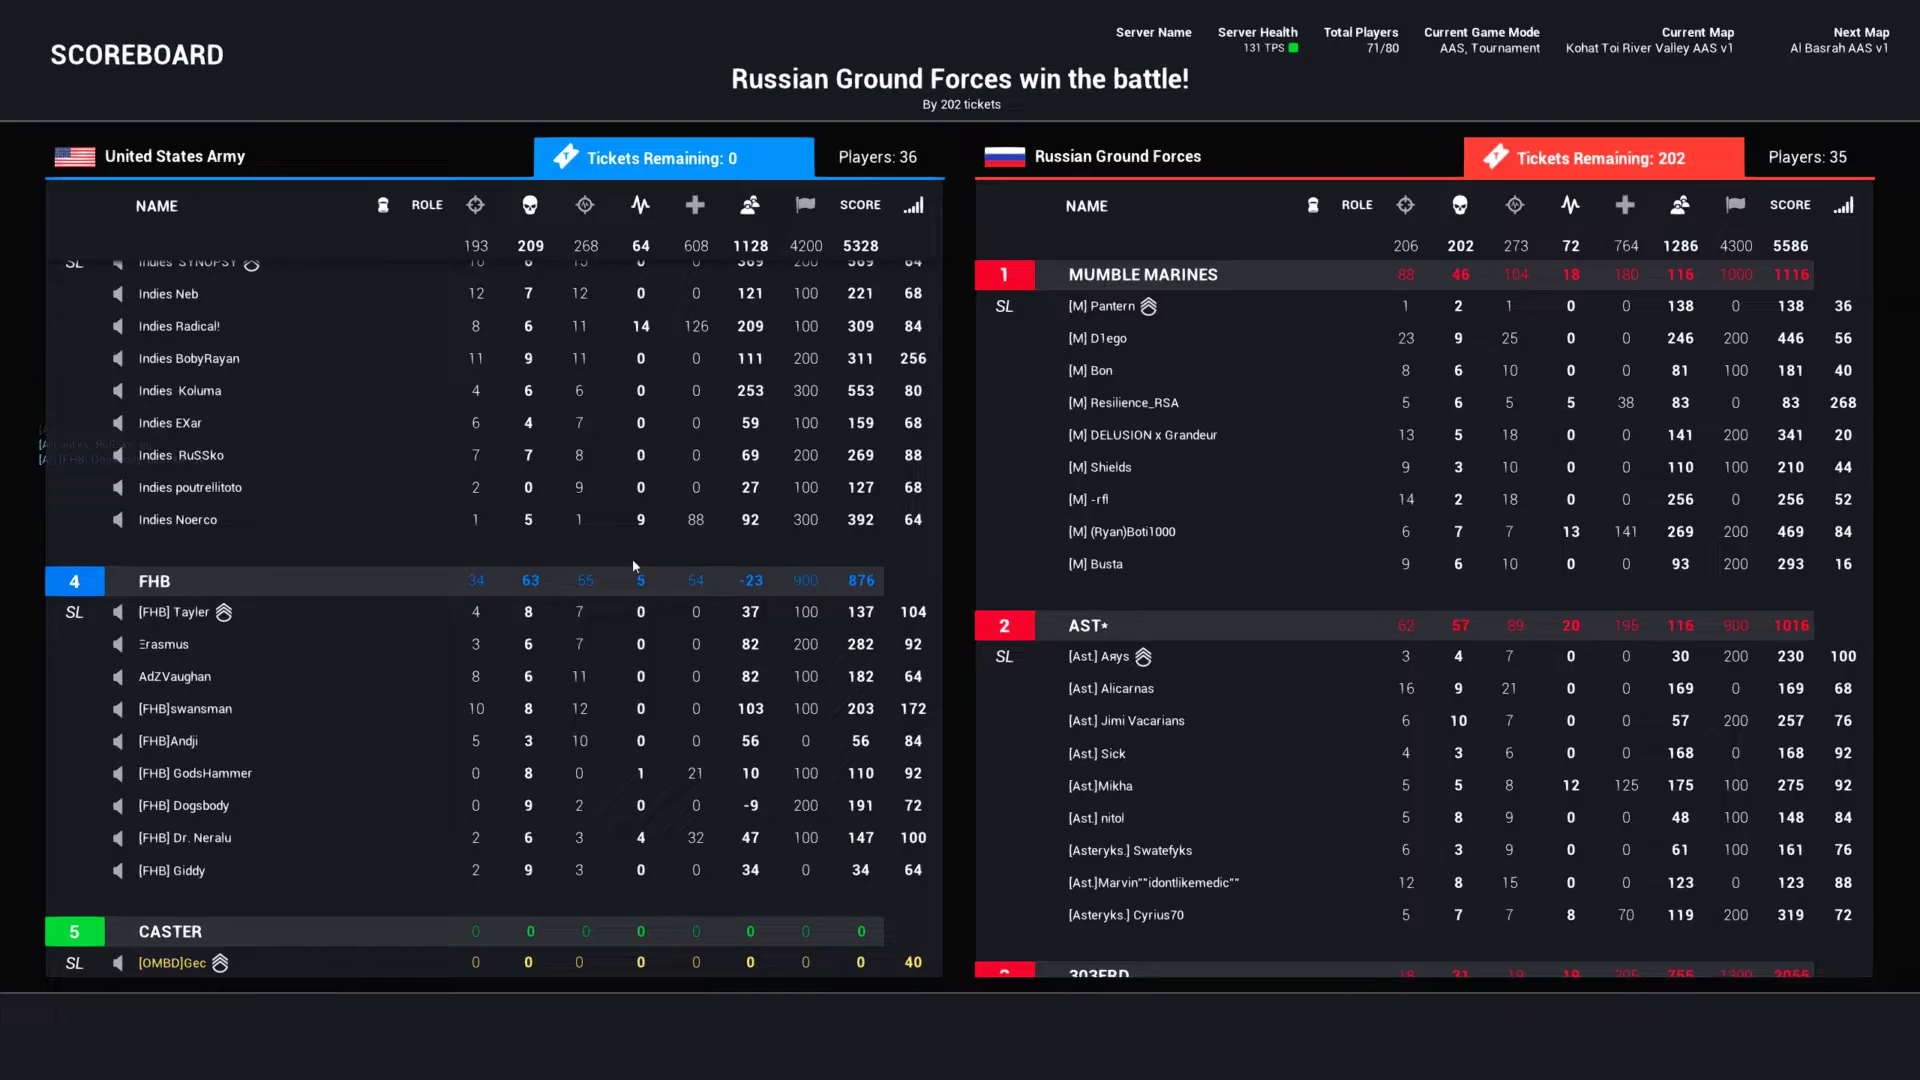 SCOREBOARD
Server Name Server Health Total Players Current Game Mode Current Map Next Map
131 TPS 71/80 AAS, Tournament Kohat Toi River Valley AAS v1 Al Basrah AAS v1
Russian Ground Forces win the battle!
By 202 tickets
United States Army Tickets Remaining: 0 Players: 36
NAME ROLE SCORE
193 209 268 64 608 1128 4200 5328
SL Indies SYNOPSY 369 200 569 64
Indies Neb 12 7 12 0 0 121 100 221 68
Indies Radical! 8 6 11 14 126 209 100 309 84
Indies BobyRayan 11 9 11 0 0 111 200 311 256
Indies Koluma 4 6 6 0 0 253 300 553 80
Indies EXar 6 4 7 0 0 59 100 159 68
Indies RuSSko 7 7 8 0 0 69 200 269 88
Indies poutrellitoto 2 0 9 0 0 27 100 127 68
Indies Noerco 1 5 1 9 88 92 300 392 64
4 FHB 34 63 55 5 54 -23 900 876
SL [FHB] Tayler 4 8 7 0 0 37 100 137 104
Ξrasmus 3 6 7 0 0 82 200 282 92
AdZVaughan 8 6 11 0 0 82 100 182 64
[FHB]swansman 10 8 12 0 0 103 100 203 172
[FHB]Andji 5 3 10 0 0 56 0 56 84
[FHB] GodsHammer 0 8 0 1 21 10 100 110 92
[FHB] Dogsbody 0 9 2 0 0 -9 200 191 72
[FHB] Dr. Neralu 2 6 3 4 32 47 100 147 100
[FHB] Giddy 2 9 3 0 0 34 0 34 64
5 CASTER 0 0 0 0 0 0 0 0
SL [OMBD]Gec 0 0 0 0 0 0 0 0 40
Russian Ground Forces Tickets Remaining: 202 Players: 35
NAME ROLE SCORE
206 202 273 72 764 1286 4300 5586
1 MUMBLE MARINES 88 46 104 18 180 116 1000 1116
SL [M] Pantern 1 2 1 0 0 138 0 138 36
[M] D1ego 23 9 25 0 0 246 200 446 56
[M] Bon 8 6 10 0 0 81 100 181 40
[M] Resilience_RSA 5 6 5 5 38 83 0 83 268
[M] DELUSION x Grandeur 13 5 18 0 0 141 200 341 20
[M] Shields 9 3 10 0 0 110 100 210 44
[M] -rfl 14 2 18 0 0 256 0 256 52
[M] (Ryan)Boti1000 6 7 7 13 141 269 200 469 84
[M] Busta 9 6 10 0 0 93 200 293 16
2 AST* 62 57 89 20 195 116 900 1016
SL [Ast.] Aяys 3 4 7 0 0 30 200 230 100
[Ast.] Alicarnas 16 9 21 0 0 169 0 169 68
[Ast.] Jimi Vacarians 6 10 7 0 0 57 200 257 76
[Ast.] Sick 4 3 6 0 0 168 0 168 92
[Ast.]Mikha 5 5 8 12 125 175 100 275 92
[Ast.] nitol 5 8 9 0 0 48 100 148 84
[Asteryks.] Swatefyks 6 3 9 0 0 61 100 161 76
[Ast.]Marvin""idontlikemedic"" 12 8 15 0 0 123 0 123 88
[Asteryks.] Cyrius70 5 7 7 8 70 119 200 319 72
303ERD 18 21 19 19 755 1300 2055